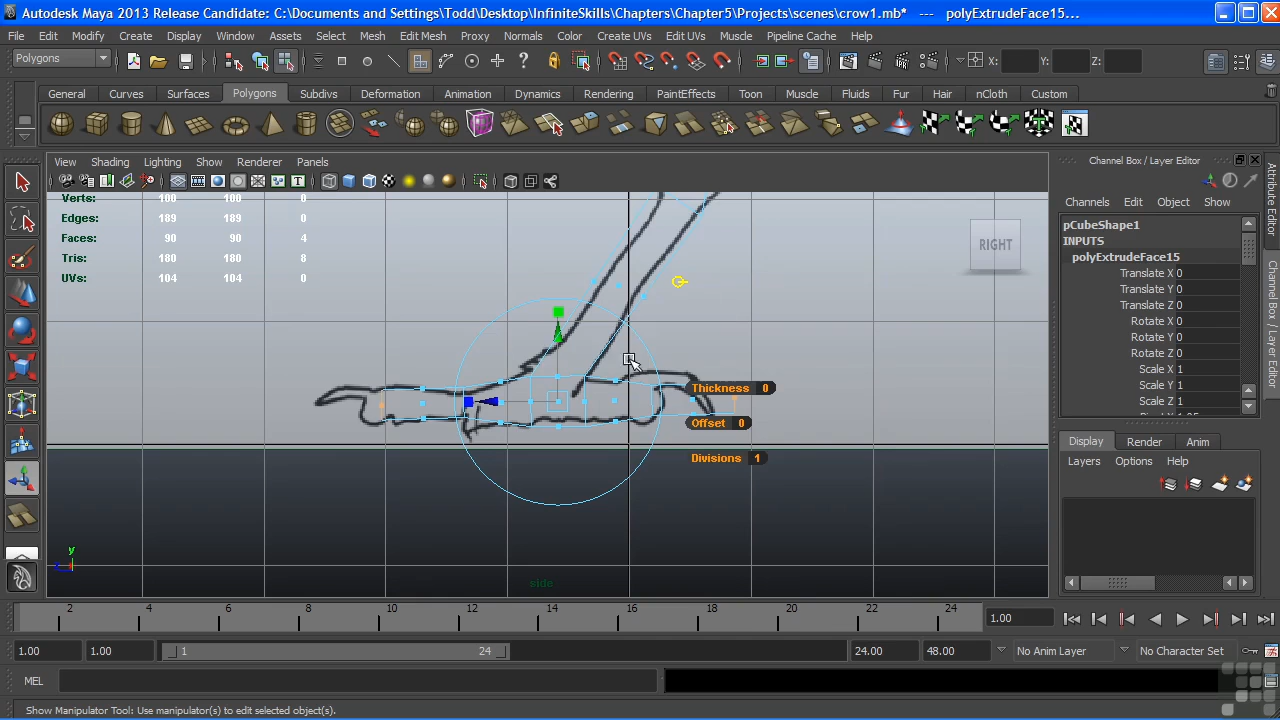 Autodesk Maya 2013 Release Candidate: C:\Documents and Settings\Todd\Desktop\InfiniteSkills\Chapters\Chapter5\Projects\scenes\crow1.mb* --- polyExtrudeFace15...
File Edit Modify Create Display Window Assets Select Mesh Edit Mesh Proxy Normals Color Create UVs Edit UVs Muscle Pipeline Cache Help
Polygons X: Y: Z:
General Curves Surfaces Polygons Subdivs Deformation Animation Dynamics Rendering PaintEffects Toon Muscle Fluids Fur Hair nCloth Custom
View Shading Lighting Show Renderer Panels
Channel Box / Layer Editor
Verts: 100 100 0
Edges: 189 189 0
Faces: 90 90 4
Tris: 180 180 8
UVs: 104 104 0
RIGHT
Thickness 0
Offset 0
Divisions 1
y
side
Channels Edit Object Show
pCubeShape1
INPUTS
polyExtrudeFace15
Translate X 0
Translate Y 0
Translate Z 0
Rotate X 0
Rotate Y 0
Rotate Z 0
Scale X 1
Scale Y 1
Scale Z 1
Display Render Anim
Layers Options Help
Attribute Editor
Channel Box / Layer Editor
2 4 6 8 10 12 14 16 18 20 22 24
1.00
1.00 1.00 1 24 24.00 48.00 No Anim Layer No Character Set
MEL
Show Manipulator Tool: Use manipulator(s) to edit selected object(s).